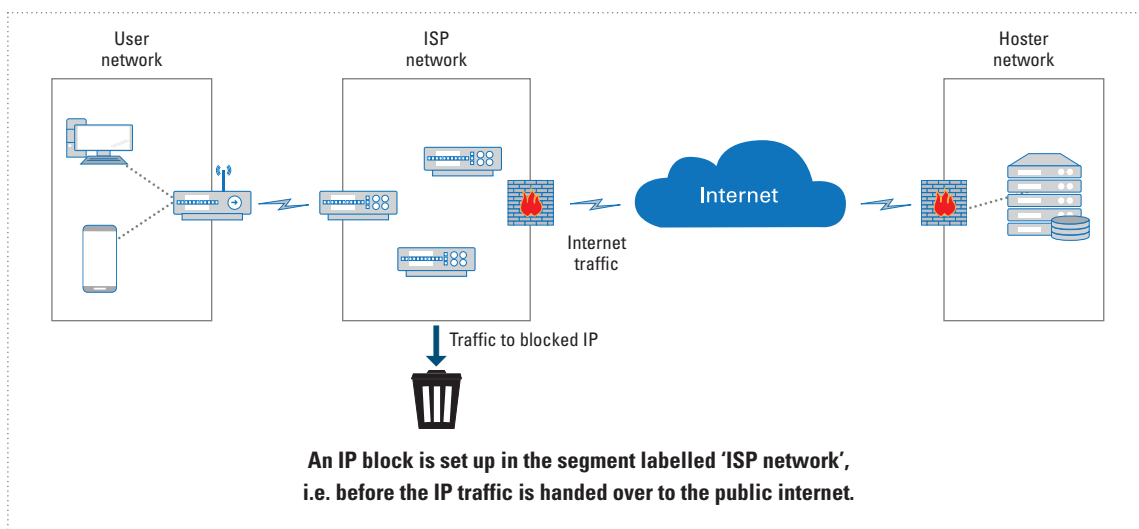 User
network
ISP
network
Hoster
network
Internet
Internet
traffic
Traffic to blocked IP
An IP block is set up in the segment labelled ‘ISP network’,
i.e. before the IP traffic is handed over to the public internet.